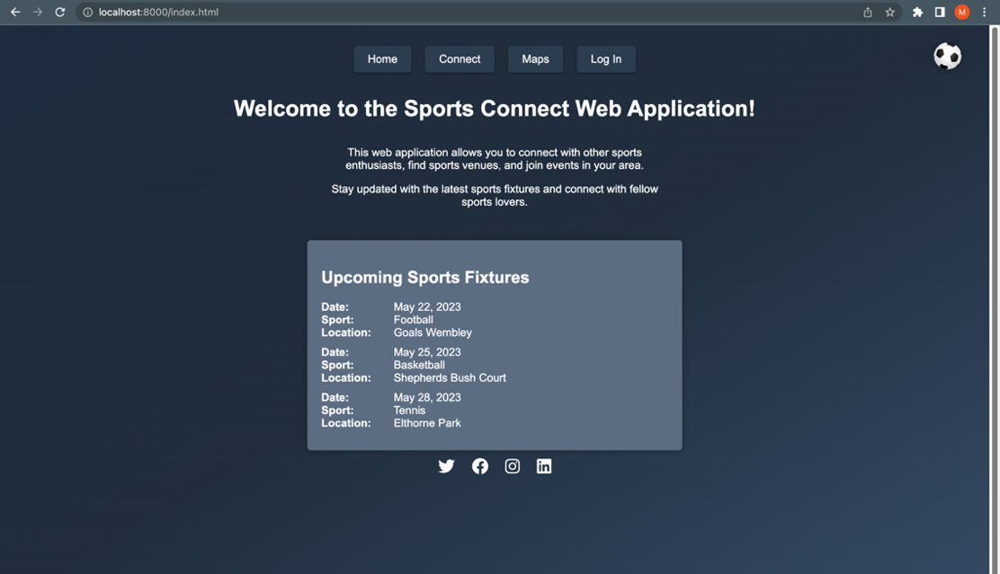 localhost:8000/index.html
M
Home Connect Maps Log In
Welcome to the Sports Connect Web Application!
This web application allows you to connect with other sports
enthusiasts, find sports venues, and join events in your area.
Stay updated with the latest sports fixtures and connect with fellow
sports lovers.
Upcoming Sports Fixtures
Date: May 22, 2023
Sport: Football
Location: Goals Wembley
Date: May 25, 2023
Sport: Basketball
Location: Shepherds Bush Court
Date: May 28, 2023
Sport: Tennis
Location: Elthorne Park